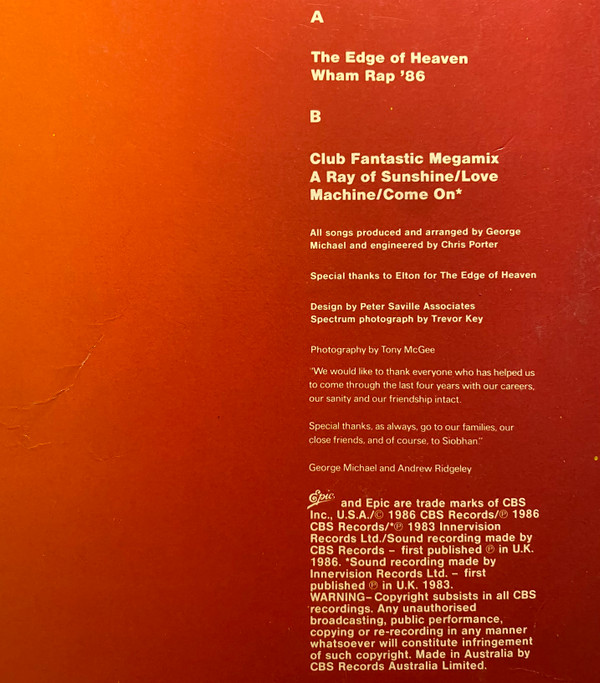 A
The Edge of Heaven
Wham Rap '86
B
Club Fantastic Megamix
A Ray of Sunshine/Love
Machine/Come On*
All songs produced and arranged by George
Michael and engineered by Chris Porter
Special thanks to Elton for The Edge of Heaven
Design by Peter Saville Associates
Spectrum photograph by Trevor Key
Photography by Tony McGee
"We would like to thank everyone who has helped us
to come through the last four years with our careers,
our sanity and our friendship intact.
Special thanks, as always, go to our families, our
close friends, and of course, to Siobhan."
George Michael and Andrew Ridgeley
Epic. and Epic are trade marks of CBS
Inc., U.S.A./© 1986 CBS Records/℗ 1986
CBS Records/*℗ 1983 Innervision
Records Ltd./Sound recording made by
CBS Records – first published ℗ in U.K.
1986. *Sound recording made by
Innervision Records Ltd. – first
published ℗ in U.K. 1983.
WARNING–Copyright subsists in all CBS
recordings. Any unauthorised
broadcasting, public performance,
copying or re-recording in any manner
whatsoever will constitute infringement
of such copyright. Made in Australia by
CBS Records Australia Limited.